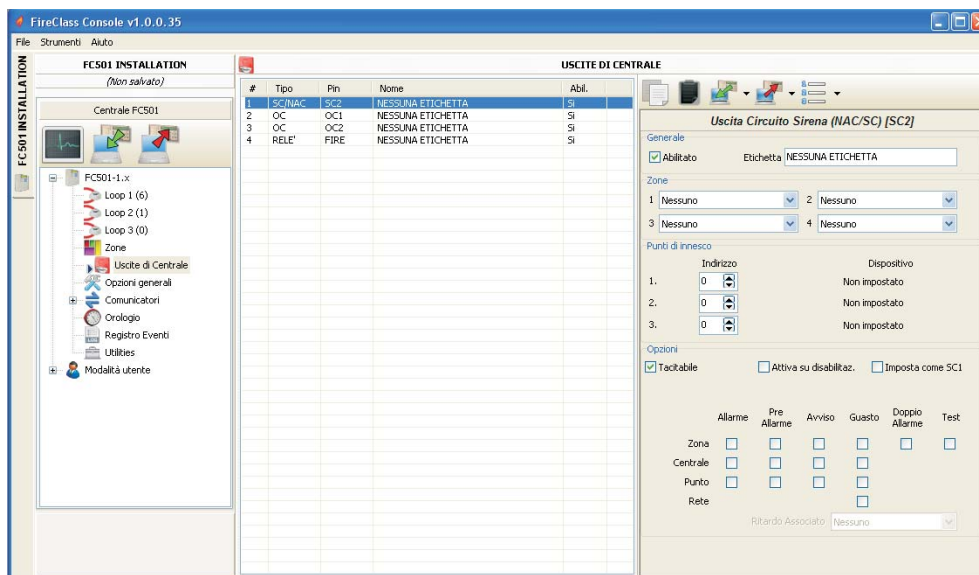 FireClass Console v1.0.0.35
File Strumenti Aiuto
FC501 INSTALLATION
FC501 INSTALLATION
(Non salvato)
Centrale FC501
FC501-1.x
Loop 1 (6)
Loop 2 (1)
Loop 3 (0)
Zone
Uscite di Centrale
Opzioni generali
Comunicatori
Orologio
Registro Eventi
Utilities
Modalità utente
USCITE DI CENTRALE
# Tipo Pin Nome Abil.
1 SC/NAC SC2 NESSUNA ETICHETTA Si
2 OC OC1 NESSUNA ETICHETTA Si
3 OC OC2 NESSUNA ETICHETTA Si
4 RELE' FIRE NESSUNA ETICHETTA Si
Uscita Circuito Sirena (NAC/SC) [SC2]
Generale
Abilitato Etichetta NESSUNA ETICHETTA
Zone
1 Nessuno 2 Nessuno
3 Nessuno 4 Nessuno
Punti di innesco
Indirizzo Dispositivo
1. 0 Non impostato
2. 0 Non impostato
3. 0 Non impostato
Opzioni
Tacitabile Attiva su disabilitaz. Imposta come SC1
Allarme Pre Allarme Avviso Guasto Doppio Allarme Test
Zona
Centrale
Punto
Rete
Ritardo Associato Nessuno